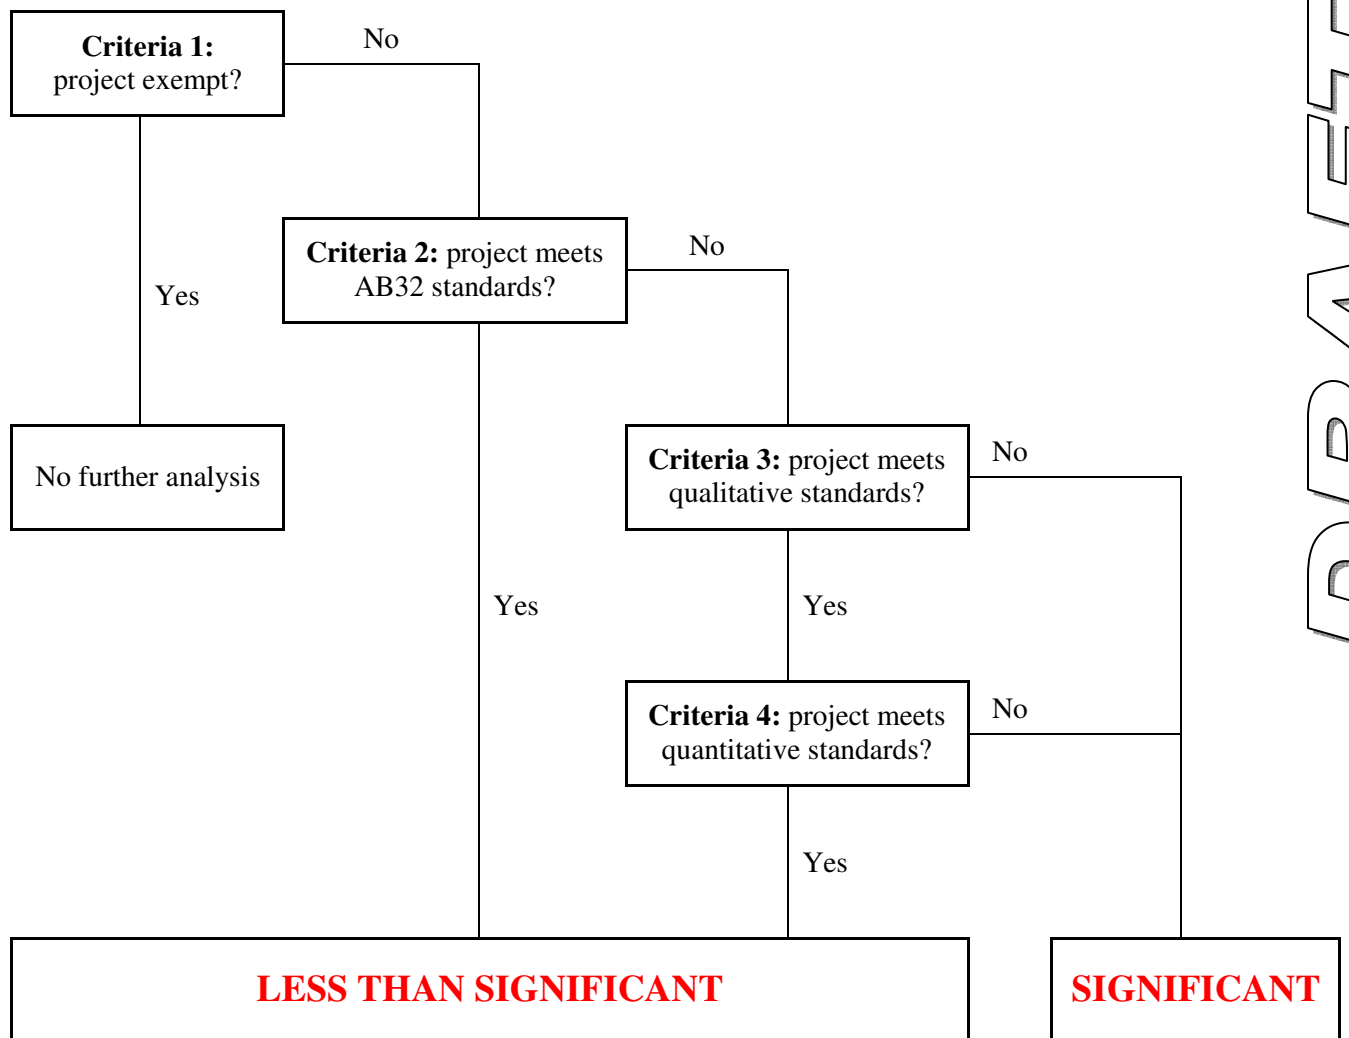 Criteria 1:
project exempt?
No
Criteria 2: project meets
AB32 standards?
No
Yes
Criteria 3: project meets
qualitative standards?
No
No further analysis
Yes
Yes
Criteria 4: project meets
quantitative standards?
No
Yes
LESS THAN SIGNIFICANT
SIGNIFICANT
DRAFT